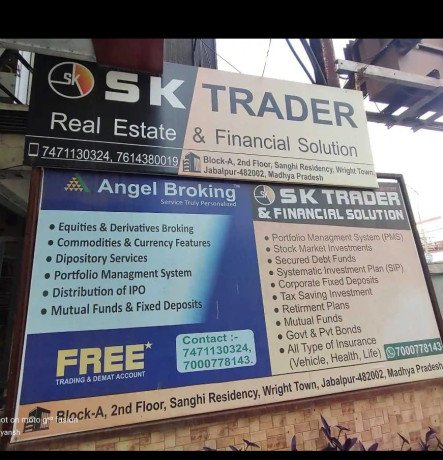 SK
SK TRADER
Real Estate & Financial Solution
7471130324, 7614380019
Block-A, 2nd Floor, Sanghi Residency, Wright Town,
Jabalpur-482002, Madhya Pradesh
Angel Broking
Service Truly Personalized
• Equities & Derivatives Broking
• Commodities & Currency Features
• Dipository Services
• Portfolio Managment System
• Distribution of IPO
• Mutual Funds & Fixed Deposits
FREE*
TRADING & DEMAT ACCOUNT
Contact :-
7471130324,
7000778143.
SK TRADER
& FINANCIAL SOLUTION
• Portfolio Managment System (PMS)
• Stock Market Investments
• Secured Debt Funds
• Systematic Investment Plan (SIP)
• Corporate Fixed Deposits
• Tax Saving Investment
• Retirment Plans
• Mutual Funds
• Govt & Pvt Bonds
• All Type of Insurance
(Vehicle, Health, Life)
7000778143
Block-A, 2nd Floor, Sanghi Residency, Wright Town, Jabalpur-482002, Madhya Pradesh
ot on moto g
yansh